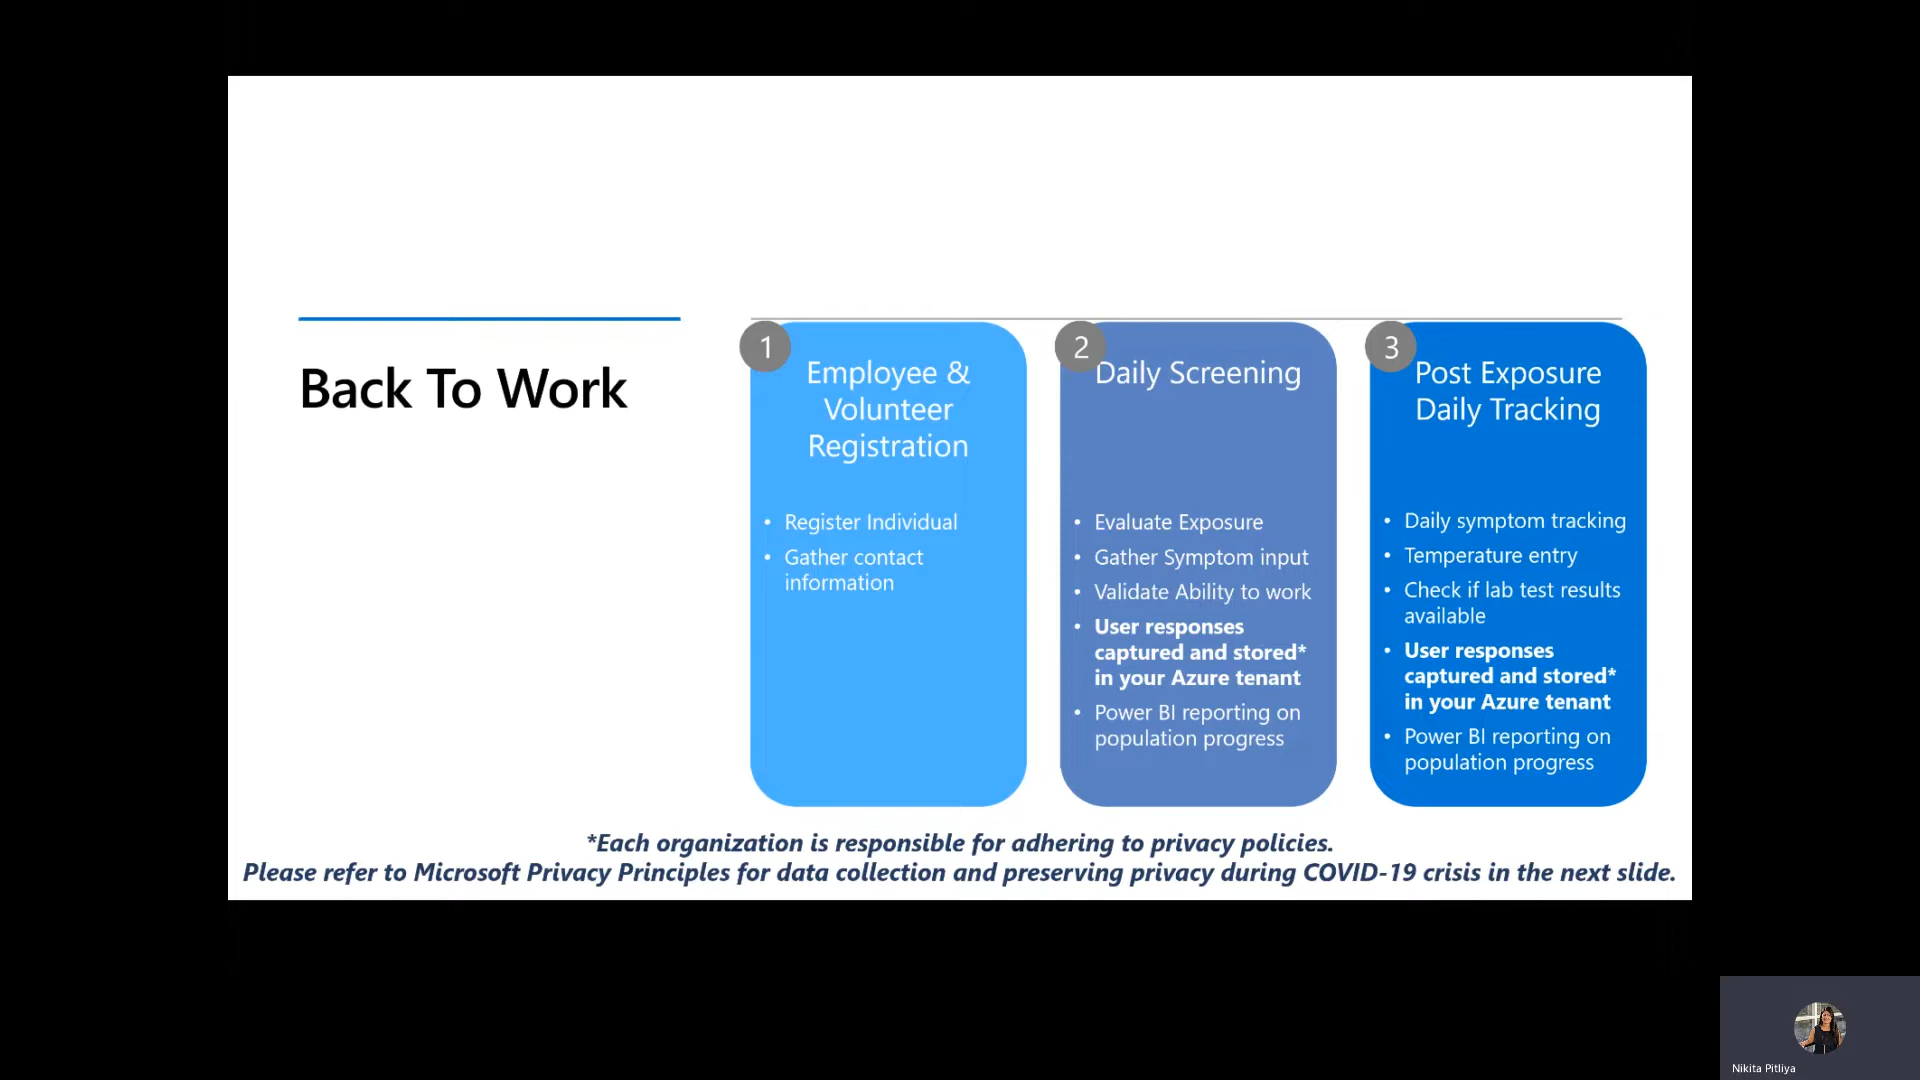 Back To Work
1
Employee &
Volunteer
Registration
• Register Individual
• Gather contact
information
2
Daily Screening
• Evaluate Exposure
• Gather Symptom input
• Validate Ability to work
• User responses
captured and stored*
in your Azure tenant
• Power BI reporting on
population progress
3
Post Exposure
Daily Tracking
• Daily symptom tracking
• Temperature entry
• Check if lab test results
available
• User responses
captured and stored*
in your Azure tenant
• Power BI reporting on
population progress
*Each organization is responsible for adhering to privacy policies.
Please refer to Microsoft Privacy Principles for data collection and preserving privacy during COVID-19 crisis in the next slide.
Nikita Pitliya